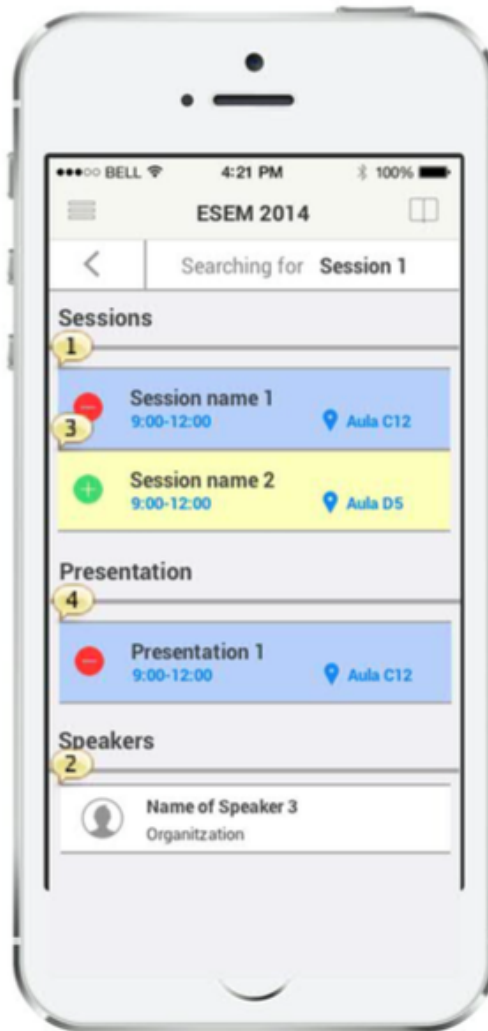 BELL 4:21 PM 100%
ESEM 2014
Searching for Session 1
Sessions
1
Session name 1
9:00-12:00 Aula C12
3
Session name 2
9:00-12:00 Aula D5
Presentation
4
Presentation 1
9:00-12:00 Aula C12
Speakers
2
Name of Speaker 3
Organitzation